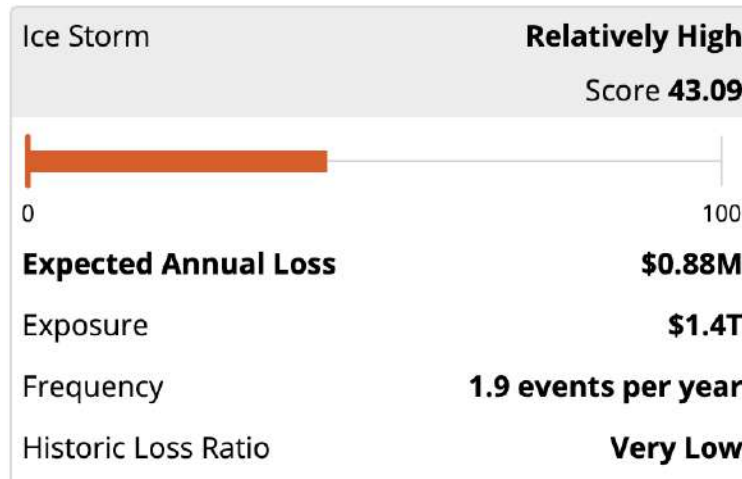 Ice Storm Relatively High
Score 43.09
0 100
Expected Annual Loss $0.88M
Exposure $1.4T
Frequency 1.9 events per year
Historic Loss Ratio Very Low